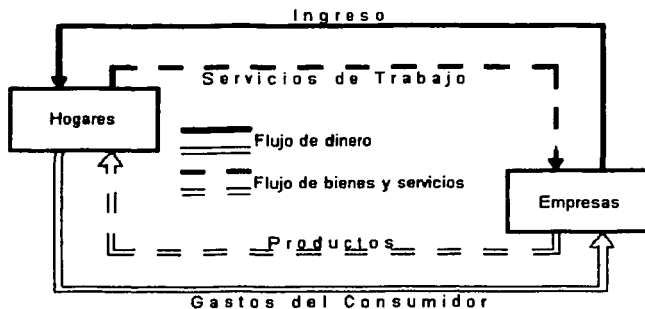 Ingreso
Servicios de Trabajo
Hogares
Flujo de dinero
Flujo de bienes y servicios
Empresas
Productos
Gastos del Consumidor